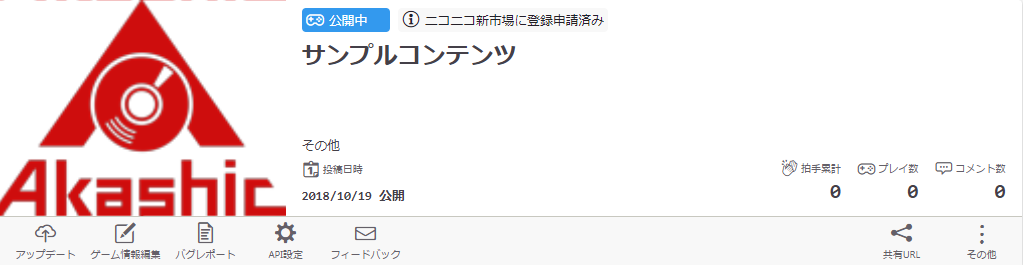 公開中
ニコニコ新市場に登録申請済み
サンプルコンテンツ
Akashic
その他
投稿日時
2018/10/19 公開
拍手累計
プレイ数
コメント数
0
0
0
アップデート
ゲーム情報編集
バグレポート
API設定
フィードバック
共有URL
その他